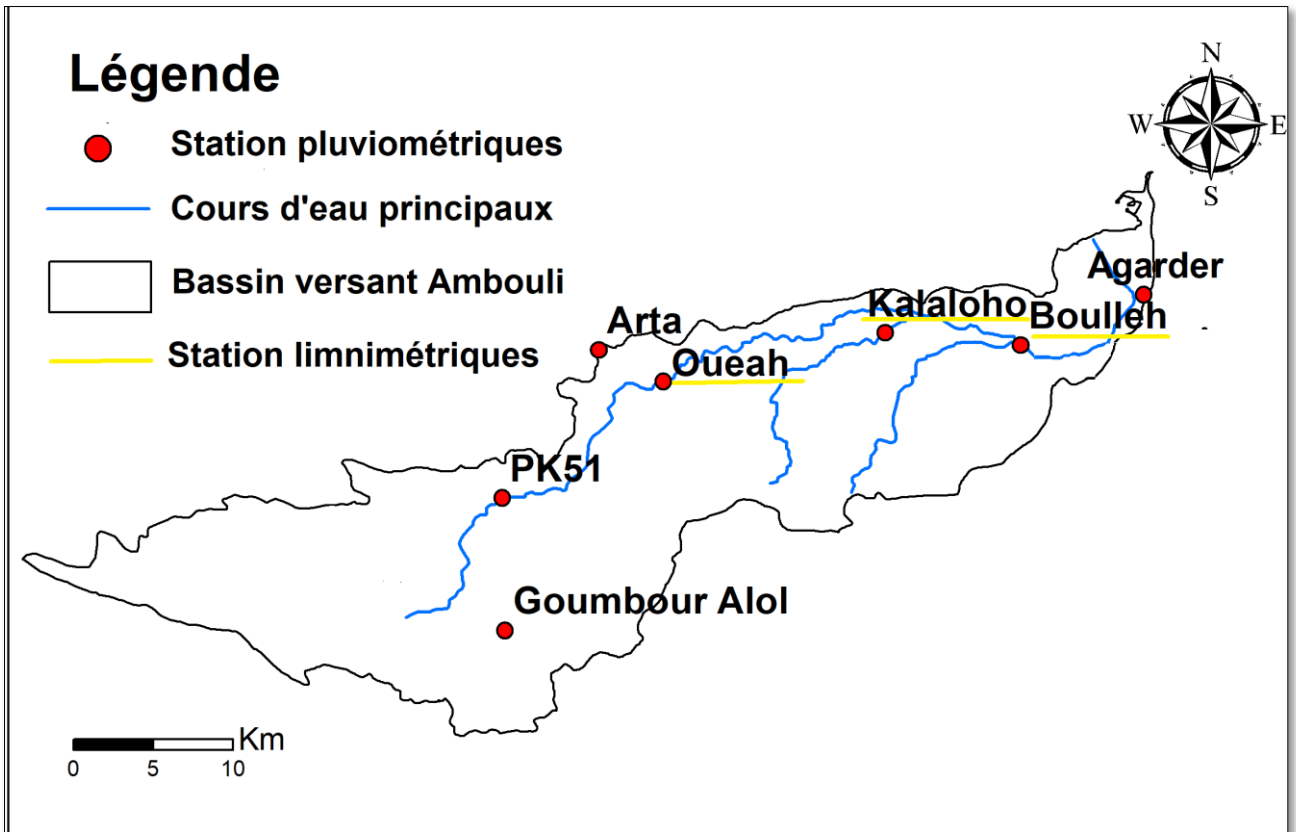 Légende
Station pluviométriques
Cours d'eau principaux
Bassin versant Ambouli
Station limnimétriques
N
W E
S
Agarder
Kalaloho
Boulleh
Arta
Oueah
PK51
Goumbour Alol
Km
0 5 10